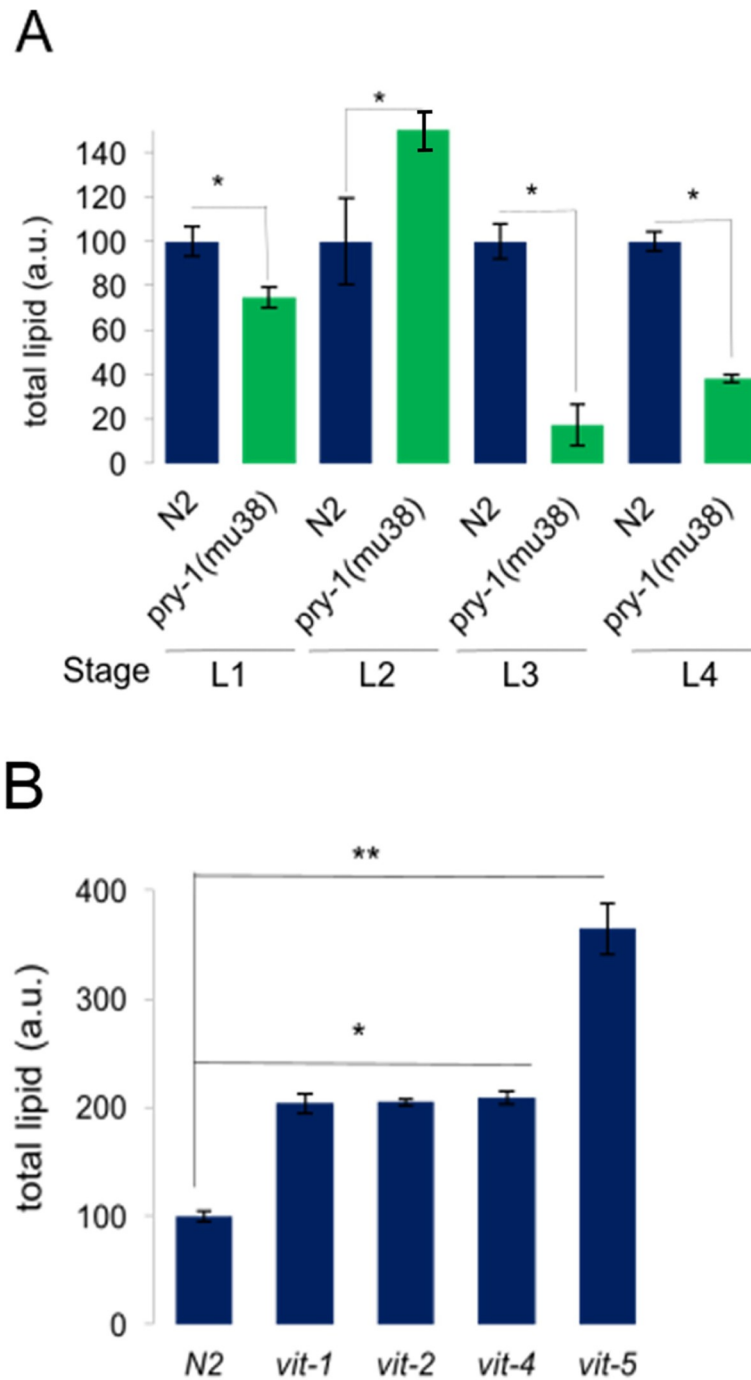 A
total lipid (a.u.)
140
120
100
80
60
40
20
0
*
*
*
*
N2
pry-1(mu38)
N2
pry-1(mu38)
N2
pry-1(mu38)
N2
pry-1(mu38)
Stage L1 L2 L3 L4
B
total lipid (a.u.)
400
300
200
100
0
**
*
N2 vit-1 vit-2 vit-4 vit-5